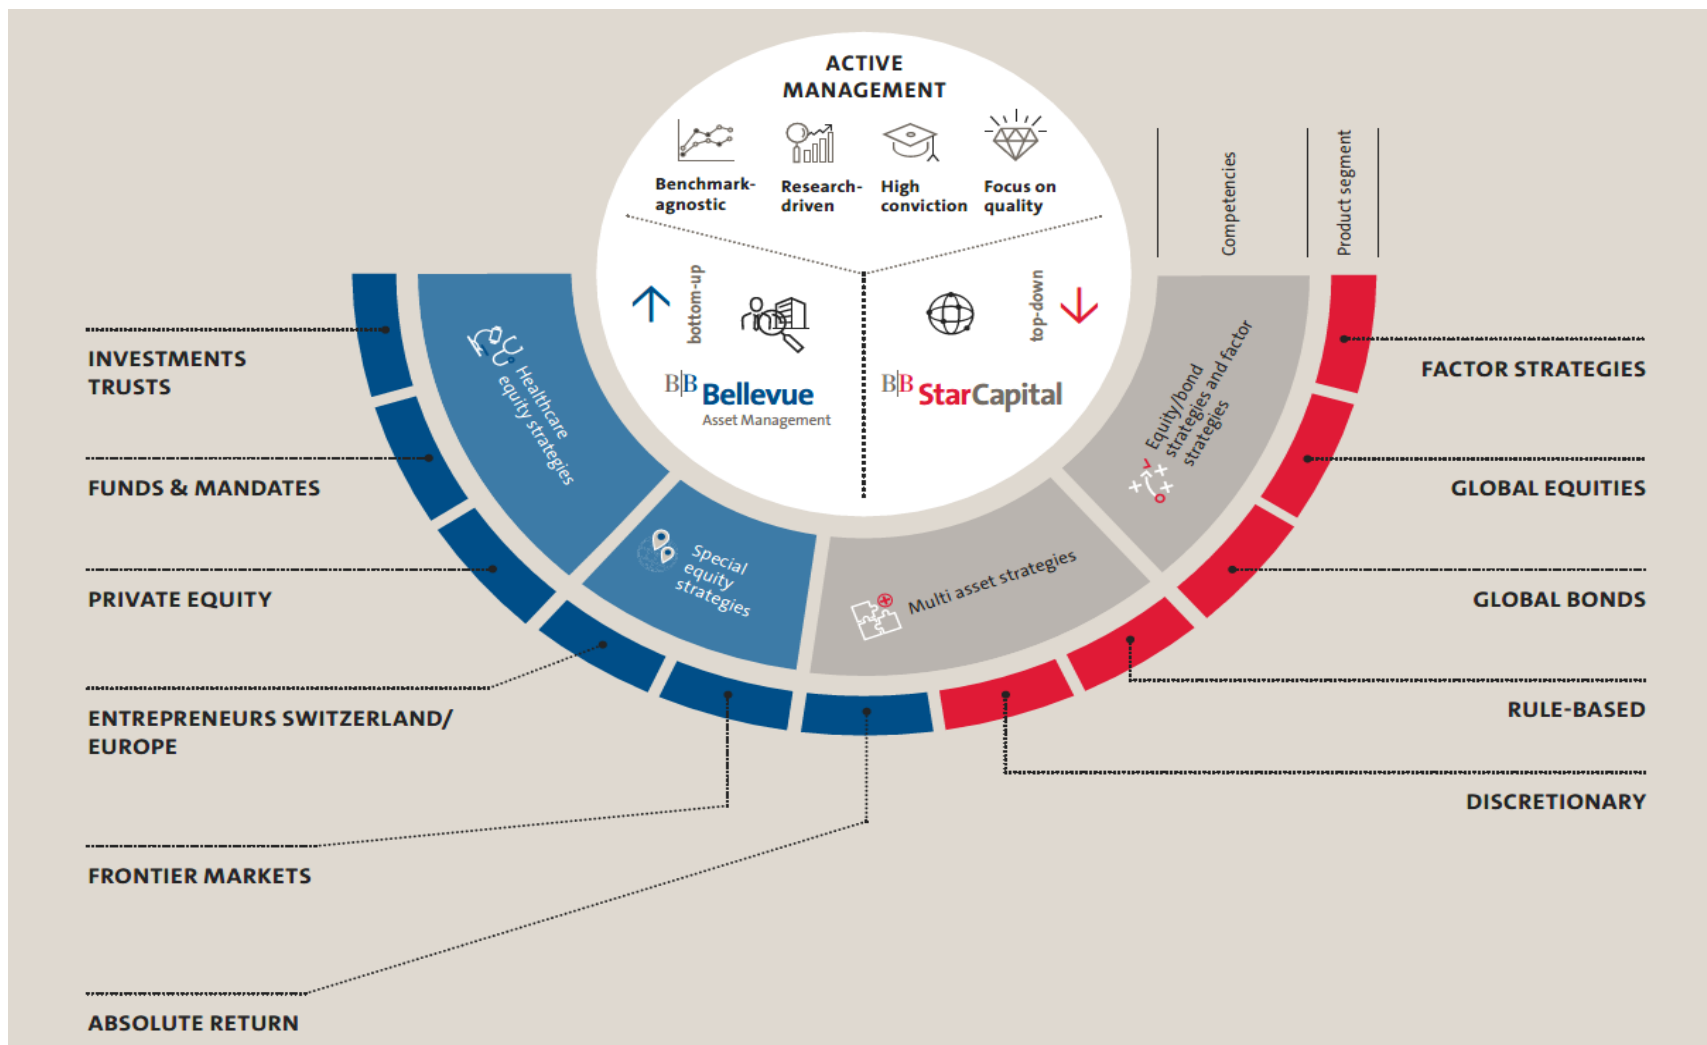 ACTIVE
MANAGEMENT
Benchmark-
agnostic
Research-
driven
High
conviction
Focus on
quality
bottom-up
top-down
B|B Bellevue
Asset Management
B|B StarCapital
Competencies
Product segment
Healthcare
equity strategies
Special
equity
strategies
Multi asset strategies
Equity/bond
strategies and factor
strategies
INVESTMENTS
TRUSTS
FUNDS & MANDATES
PRIVATE EQUITY
ENTREPRENEURS SWITZERLAND/
EUROPE
FRONTIER MARKETS
ABSOLUTE RETURN
FACTOR STRATEGIES
GLOBAL EQUITIES
GLOBAL BONDS
RULE-BASED
DISCRETIONARY